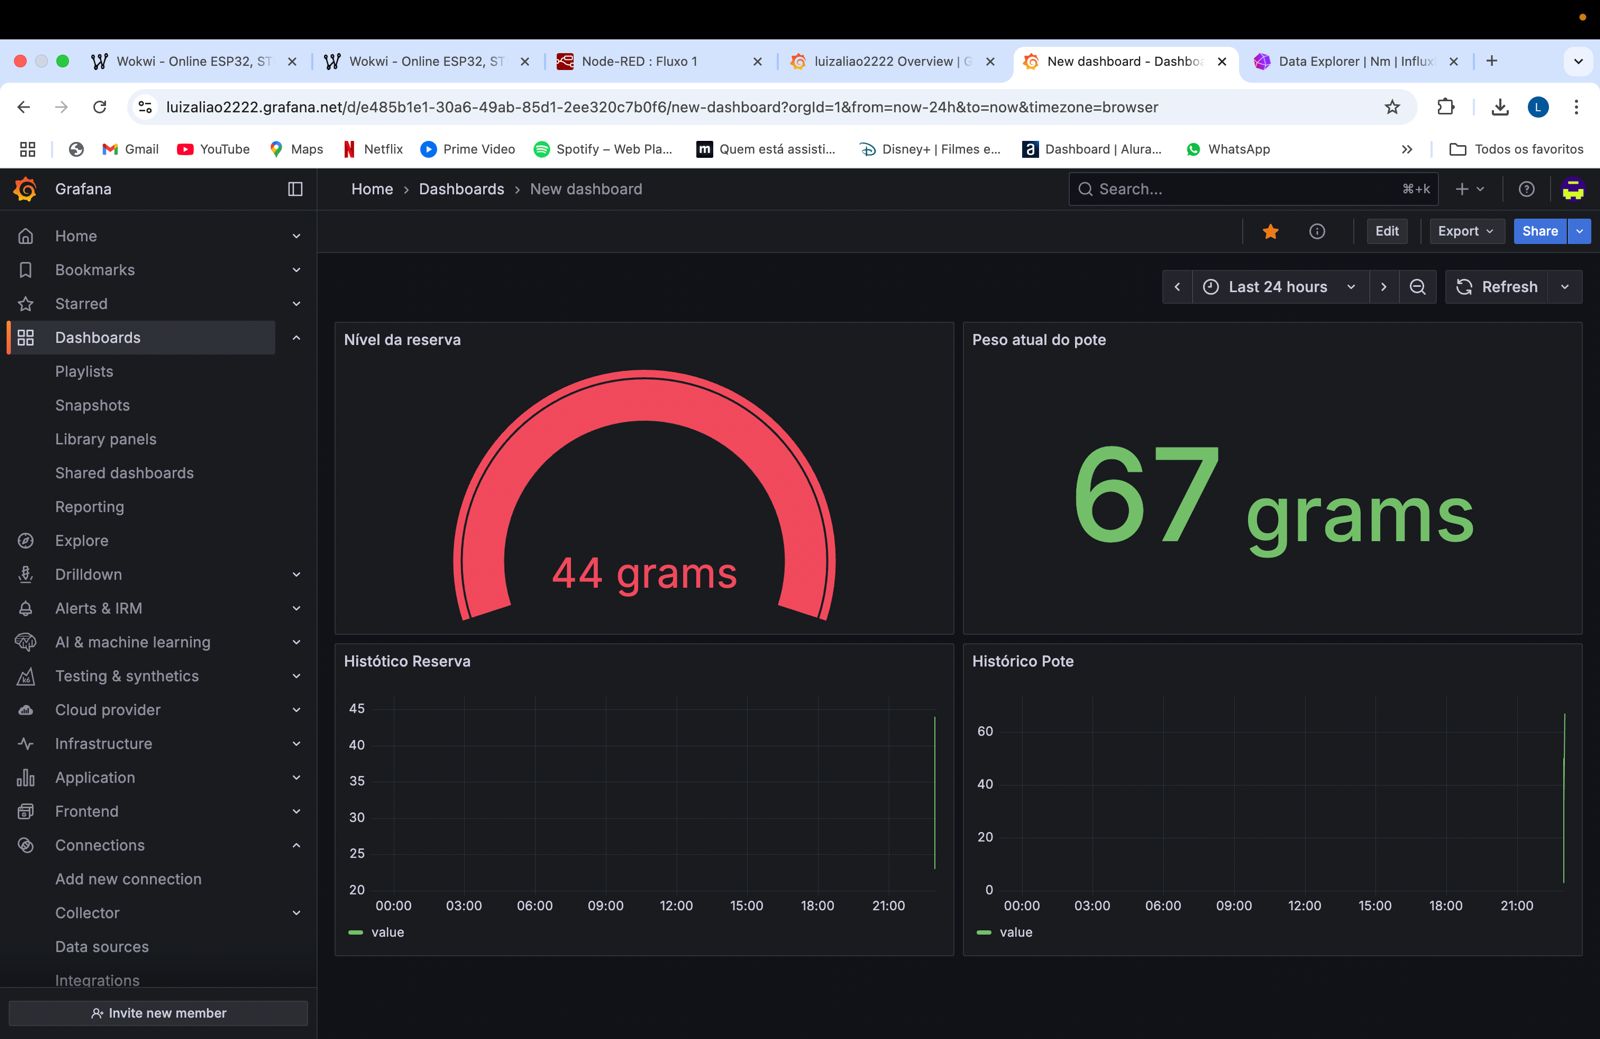 Wokwi - Online ESP32, ST
Wokwi - Online ESP32, ST
Node-RED : Fluxo 1
luizaliao2222 Overview | G
New dashboard - Dashbo
Data Explorer | Nm | Influx
luizaliao2222.grafana.net/d/e485b1e1-30a6-49ab-85d1-2ee320c7b0f6/new-dashboard?orgId=1&from=now-24h&to=now&timezone=browser
L
Gmail
YouTube
Maps
Netflix
Prime Video
Spotify – Web Pla...
Quem está assisti...
Disney+ | Filmes e...
Dashboard | Alura...
WhatsApp
Todos os favoritos
Grafana
Home › Dashboards › New dashboard
Search...
⌘+k
Edit
Export
Share
Last 24 hours
Refresh
Home
Bookmarks
Starred
Dashboards
Playlists
Snapshots
Library panels
Shared dashboards
Reporting
Explore
Drilldown
Alerts & IRM
AI & machine learning
Testing & synthetics
Cloud provider
Infrastructure
Application
Frontend
Connections
Add new connection
Collector
Data sources
Integrations
Invite new member
Nível da reserva
44 grams
Peso atual do pote
67 grams
Histótico Reserva
45
40
35
30
25
20
00:00 03:00 06:00 09:00 12:00 15:00 18:00 21:00
value
Histórico Pote
60
40
20
0
00:00 03:00 06:00 09:00 12:00 15:00 18:00 21:00
value